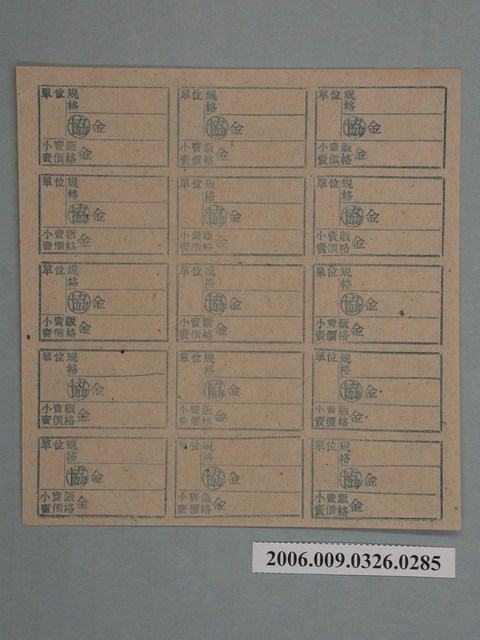 單位 規格
協 金
小賣販
賣價格 金
單位 規格
協 金
小賣販
賣價格 金
單位 規格
協 金
小賣販
賣價格 金
單位 規格
協 金
小賣販
賣價格 金
單位 規格
協 金
小賣販
賣價格 金
單位 規格
協 金
小賣販
賣價格 金
單位 規格
協 金
小賣販
賣價格 金
單位 規格
協 金
小賣販
賣價格 金
單位 規格
協 金
小賣販
賣價格 金
單位 規格
協 金
小賣販
賣價格 金
單位 規格
協 金
小賣販
賣價格 金
單位 規格
協 金
小賣販
賣價格 金
單位 規格
協 金
小賣販
賣價格 金
單位 規格
協 金
小賣販
賣價格 金
單位 規格
協 金
小賣販
賣價格 金
2006.009.0326.0285